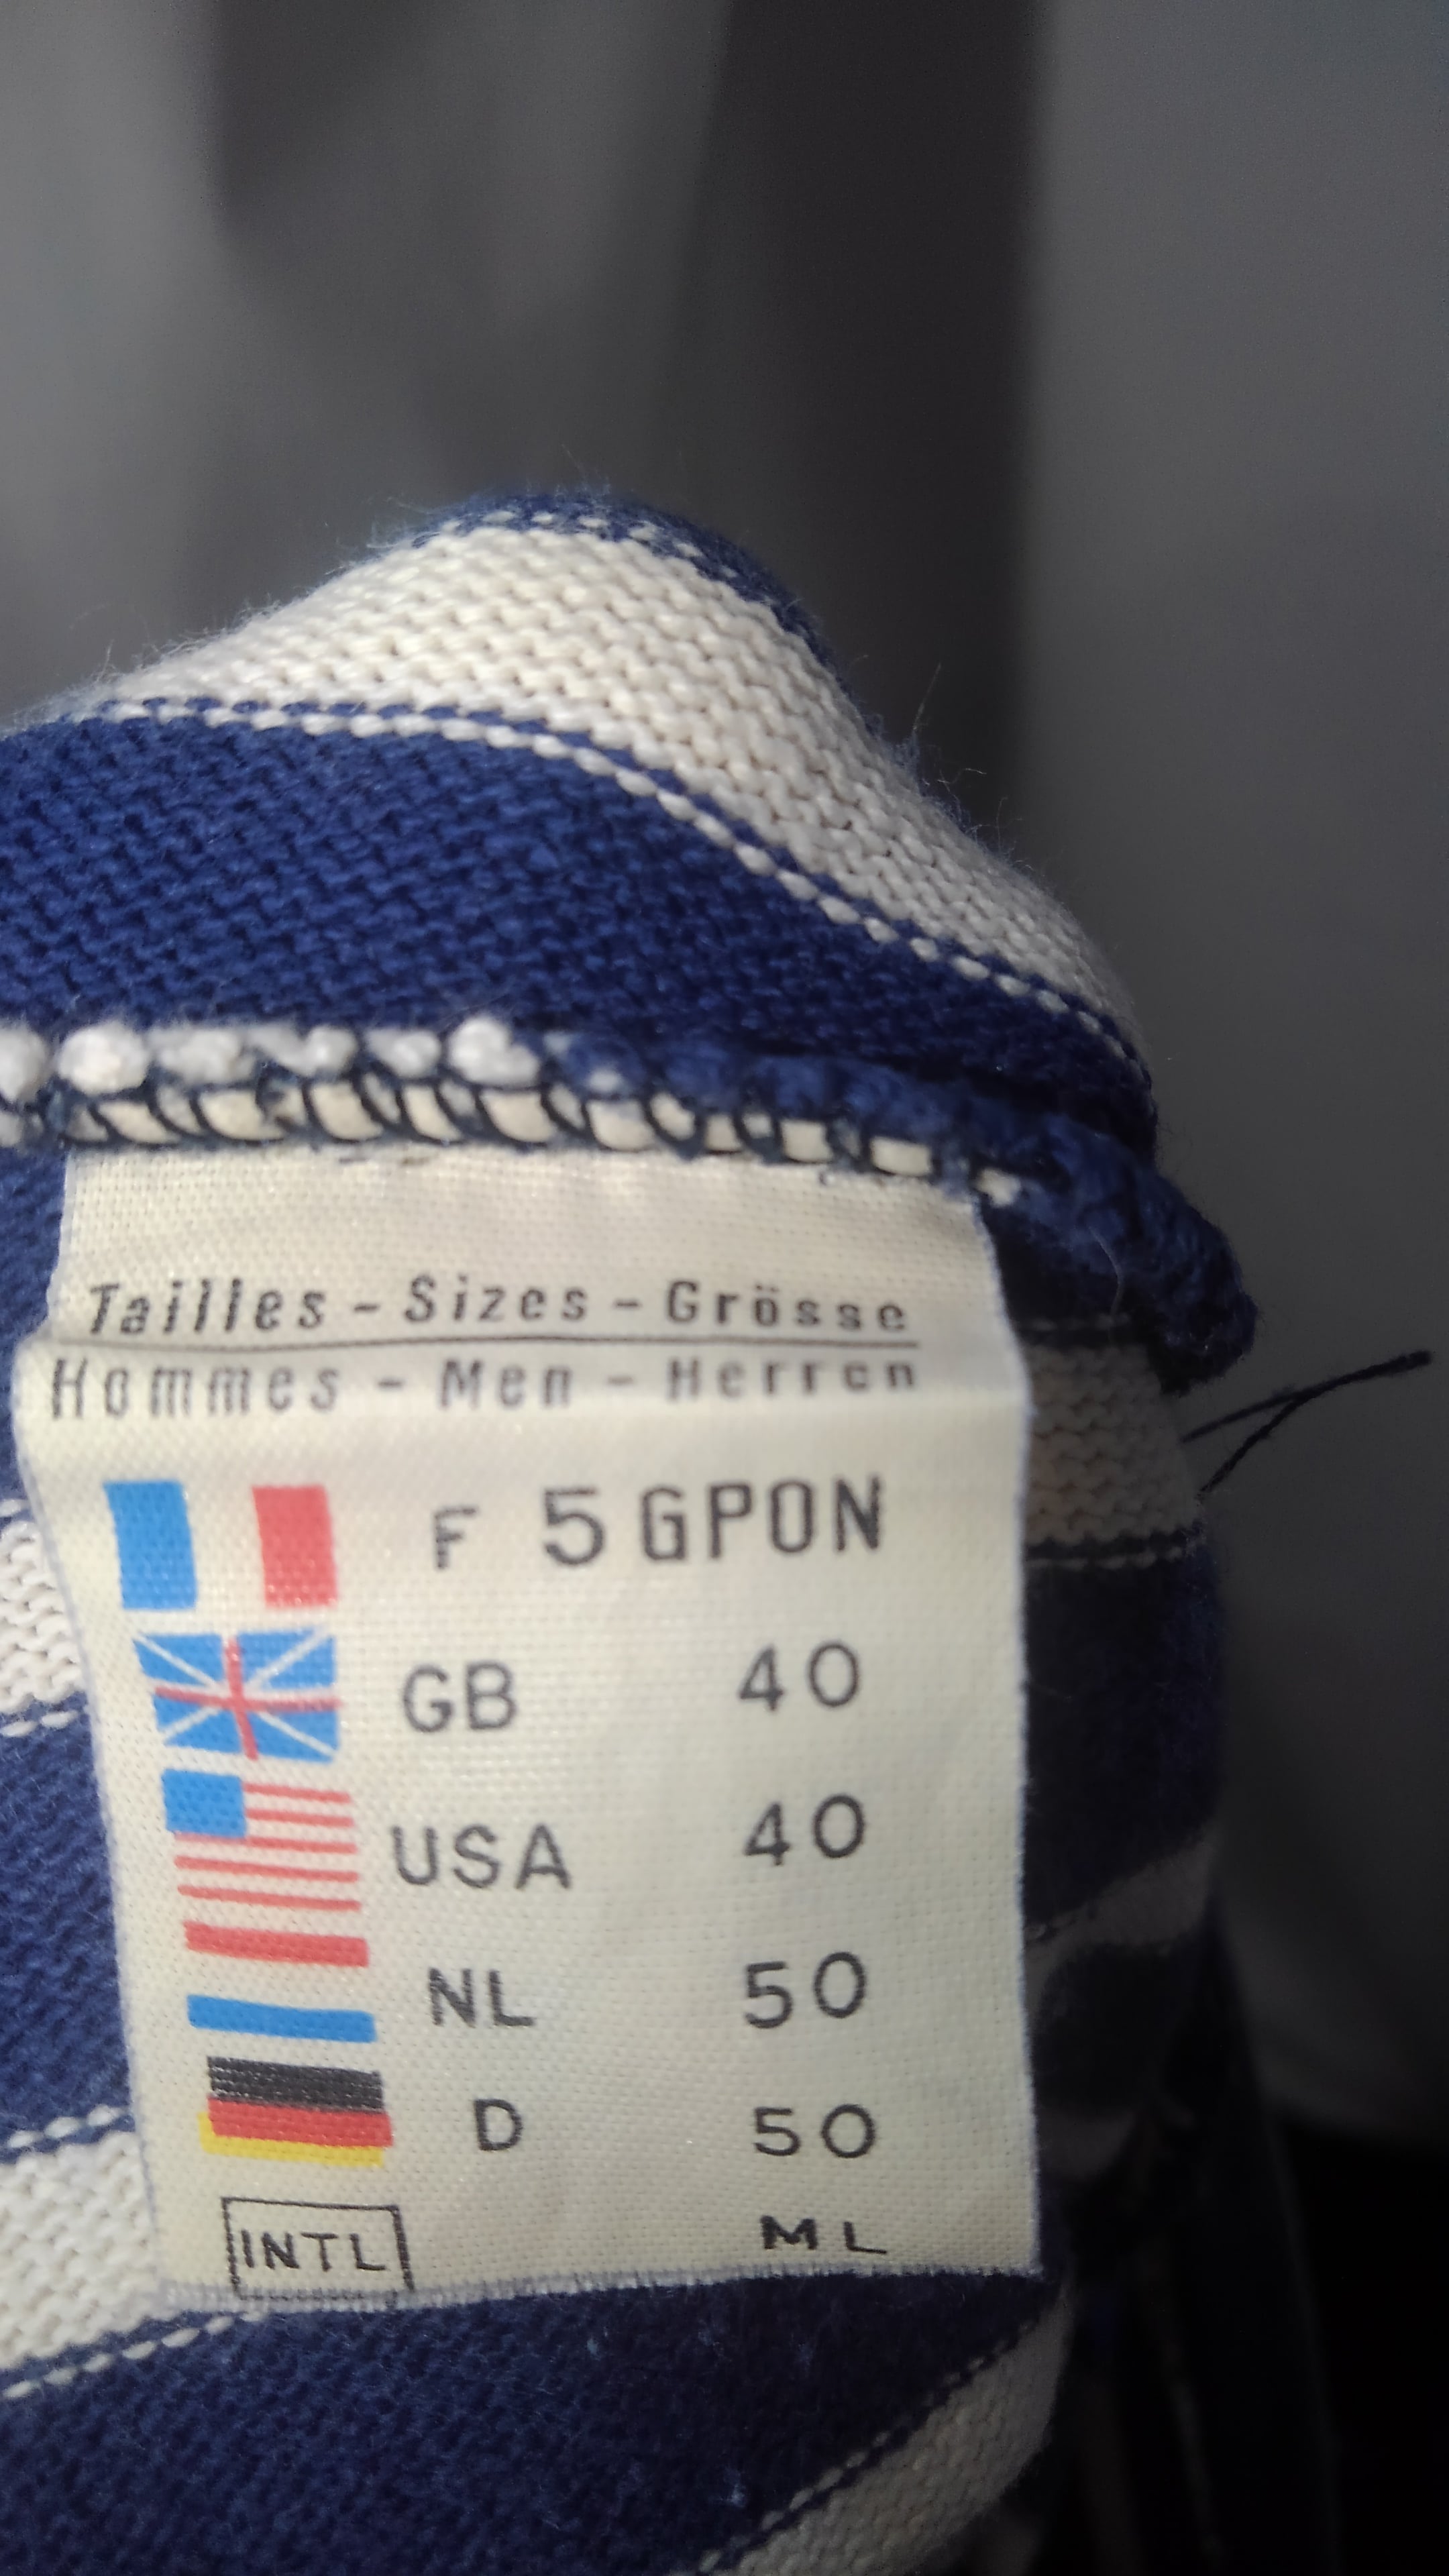 Tailles - Sizes - Grösse
Hommes - Men - Herren
F 5 GPON
GB 40
USA 40
NL 50
D 50
INTL ML